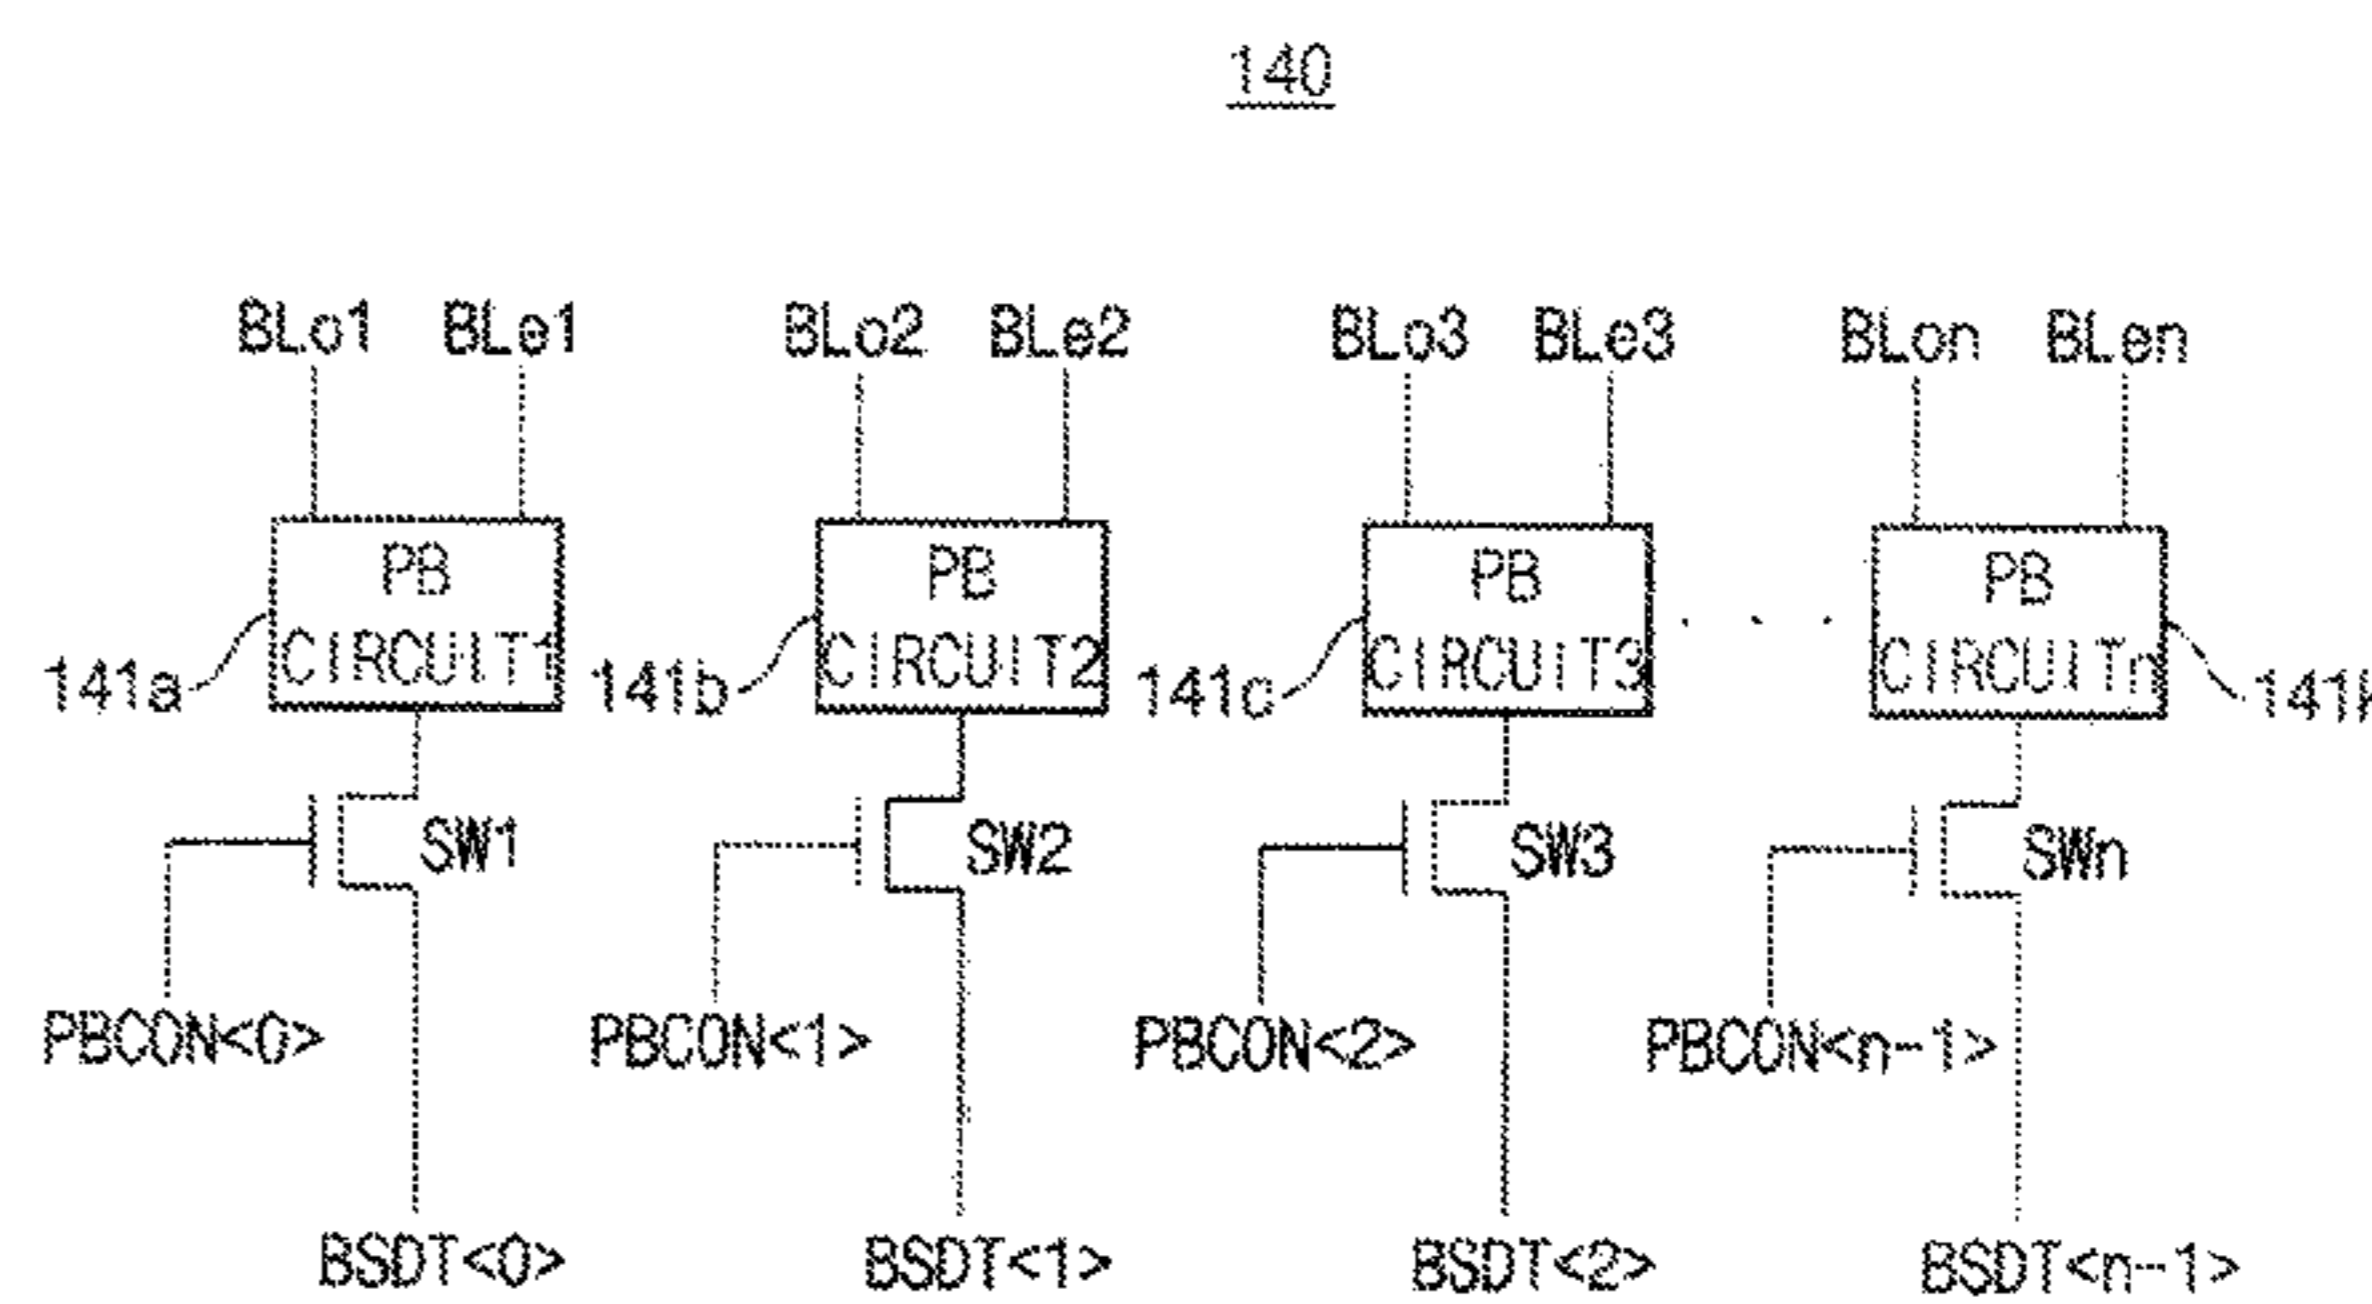 140
BLo1 BLe1 BLo2 BLe2 BLo3 BLe3 BLon BLen
PB PB PB PB
CIRCUIT1 CIRCUIT2 CIRCUIT3 CIRCUITn
141a 141b 141c
SW1 SW2 SW3 SWn
PBCON<0> PBCON<1> PBCON<2> PBCON<n-1>
BSDT<0> BSDT<1> BSDT<2> BSDT<n-1>